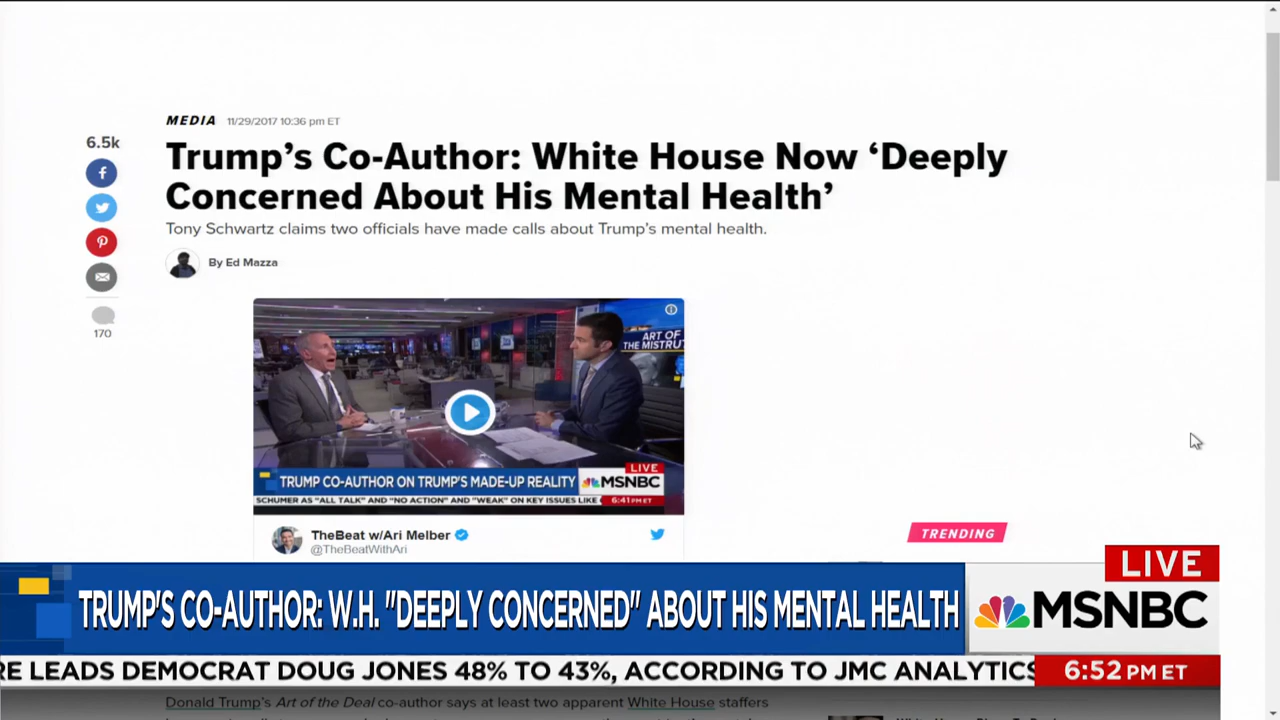 MEDIA 11/29/2017 10:36 pm ET
6.5k
Trump's Co-Author: White House Now ‘Deeply
Concerned About His Mental Health’
Tony Schwartz claims two officials have made calls about Trump's mental health.
By Ed Mazza
170
ART OF
THE MISTRU
LIVE
TRUMP CO-AUTHOR ON TRUMP'S MADE-UP REALITY
MSNBC
SCHUMER AS "ALL TALK" AND "NO ACTION" AND "WEAK" ON KEY ISSUES LIKE
6:41 PM ET
TheBeat w/Ari Melber
@TheBeatWithAri
TRENDING
LIVE
TRUMP'S CO-AUTHOR: W.H. "DEEPLY CONCERNED" ABOUT HIS MENTAL HEALTH
MSNBC
RE LEADS DEMOCRAT DOUG JONES 48% TO 43%, ACCORDING TO JMC ANALYTICS
6:52 PM ET
Donald Trump's Art of the Deal co-author says at least two apparent White House staffers